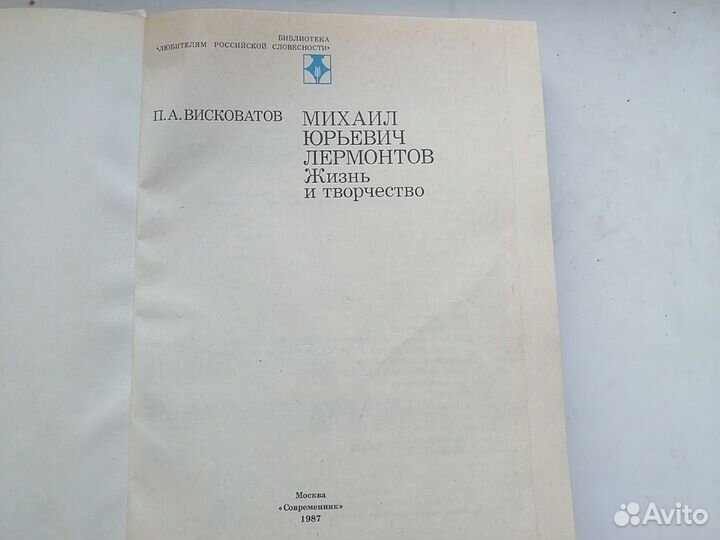 БИБЛИОТЕКА
«ЛЮБИТЕЛЯМ РОССИЙСКОЙ СЛОВЕСНОСТИ»
П.А.ВИСКОВАТОВ
МИХАИЛ
ЮРЬЕВИЧ
ЛЕРМОНТОВ
Жизнь
и творчество
Москва
«Современник»
1987
Avito